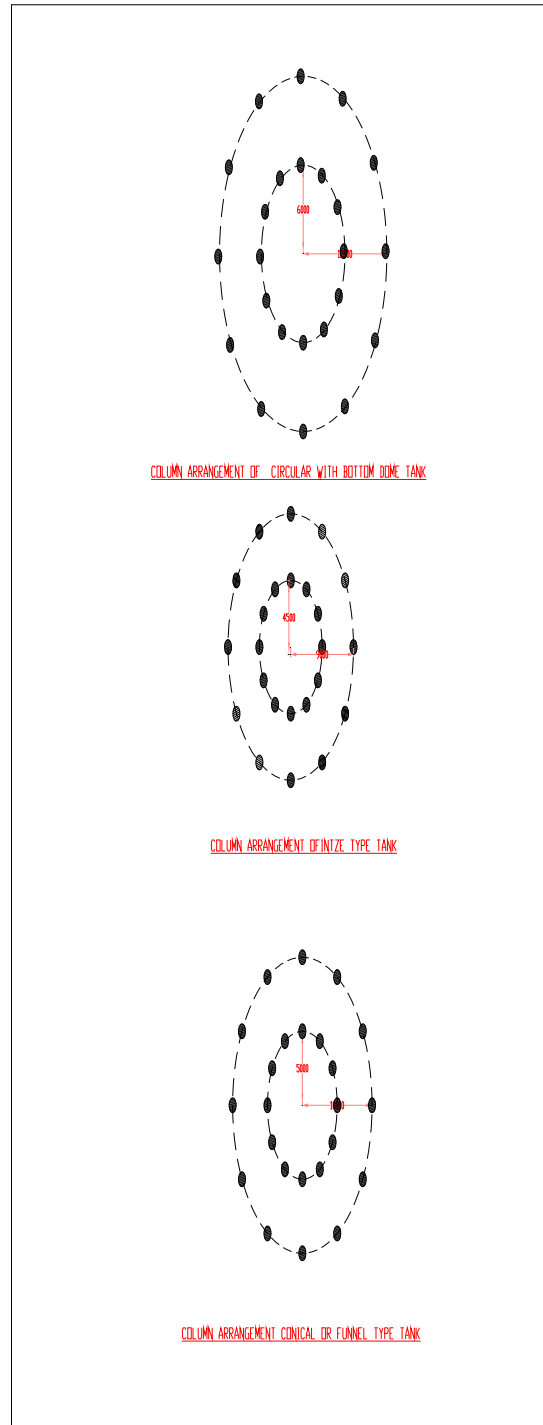 6000
COLUMN ARRANGEMENT OF CIRCULAR WITH BOTTOM DOME TANK
4500
9000
COLUMN ARRANGEMENT OFINTZE TYPE TANK
5000
COLUMN ARRANGEMENT CONICAL OR FUNNEL TYPE TANK